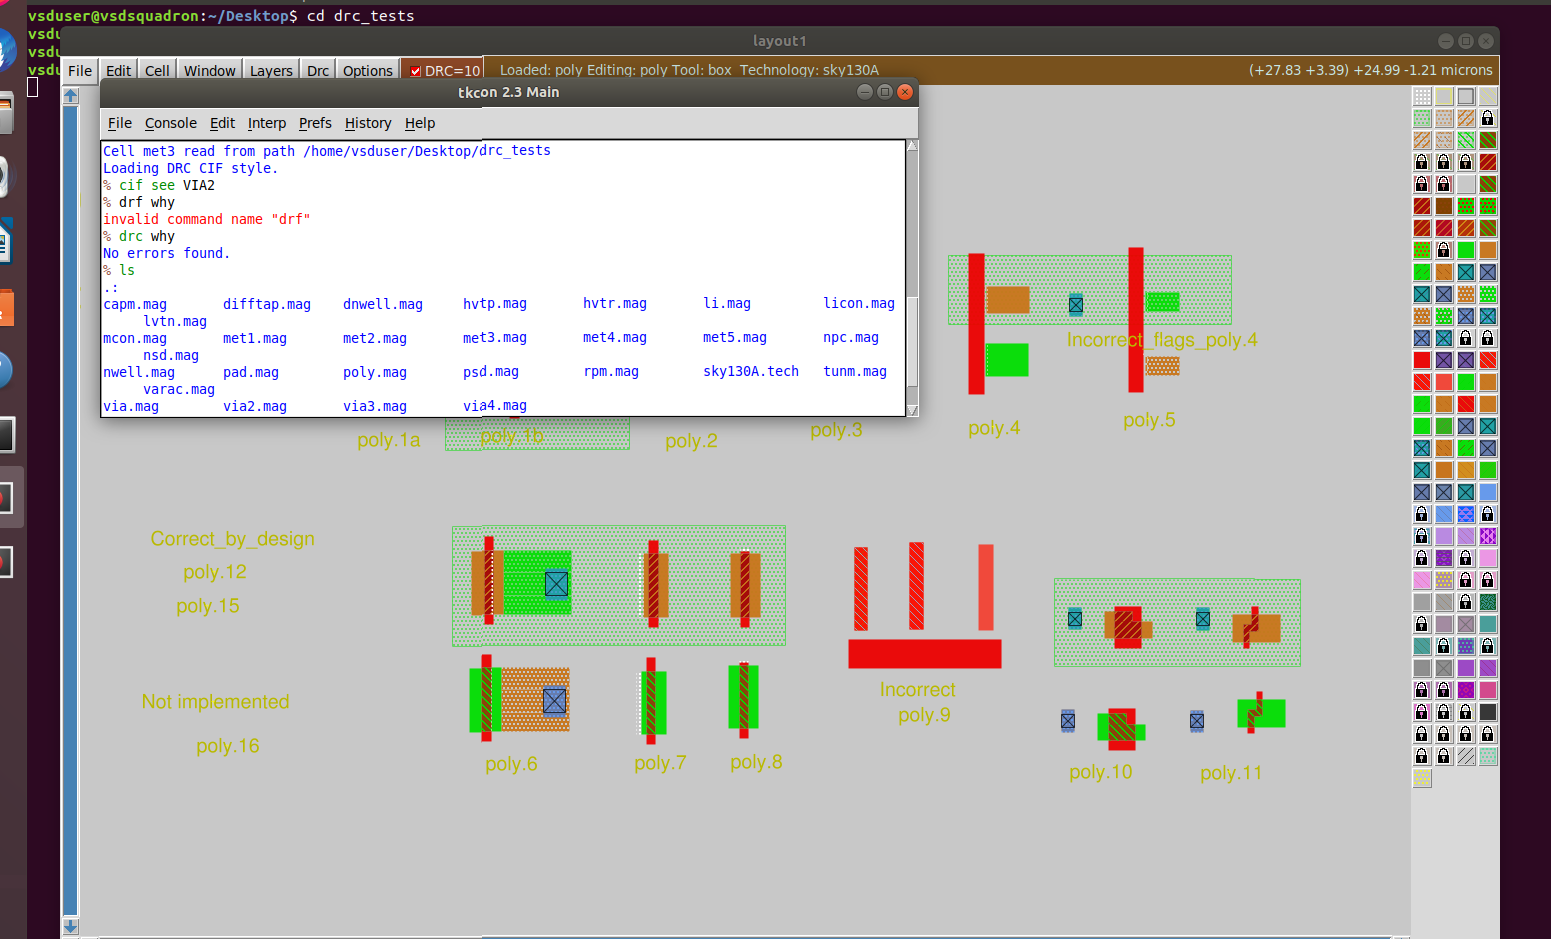 vsduser@vsdsquadron:~/Desktop$ cd drc_tests
vsdu
vsdu
vsdu
layout1
File Edit Cell Window Layers Drc Options DRC=10 Loaded: poly Editing: poly Tool: box Technology: sky130A (+27.83 +3.39) +24.99 -1.21 microns
tkcon 2.3 Main
File Console Edit Interp Prefs History Help
Cell met3 read from path /home/vsduser/Desktop/drc_tests
Loading DRC CIF style.
% cif see VIA2
% drf why
invalid command name "drf"
% drc why
No errors found.
% ls
.:
capm.mag difftap.mag dnwell.mag hvtp.mag hvtr.mag li.mag licon.mag
lvtn.mag
mcon.mag met1.mag met2.mag met3.mag met4.mag met5.mag npc.mag
nsd.mag
nwell.mag pad.mag poly.mag psd.mag rpm.mag sky130A.tech tunm.mag
varac.mag
via.mag via2.mag via3.mag via4.mag
Incorrect_flags_poly.4
poly.1a poly.1b poly.2 poly.3 poly.4 poly.5
Correct_by_design
poly.12
poly.15
Not implemented
poly.16
poly.6 poly.7 poly.8
Incorrect
poly.9
poly.10 poly.11